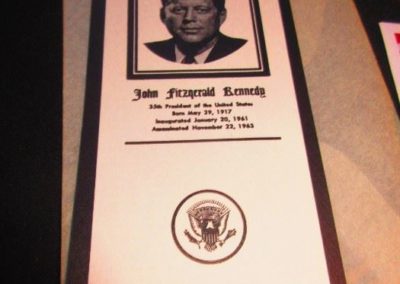 John Fitzgerald Kennedy
35th President of the United States
Born May 29, 1917
Inaugurated January 20, 1961
Assassinated November 22, 1963